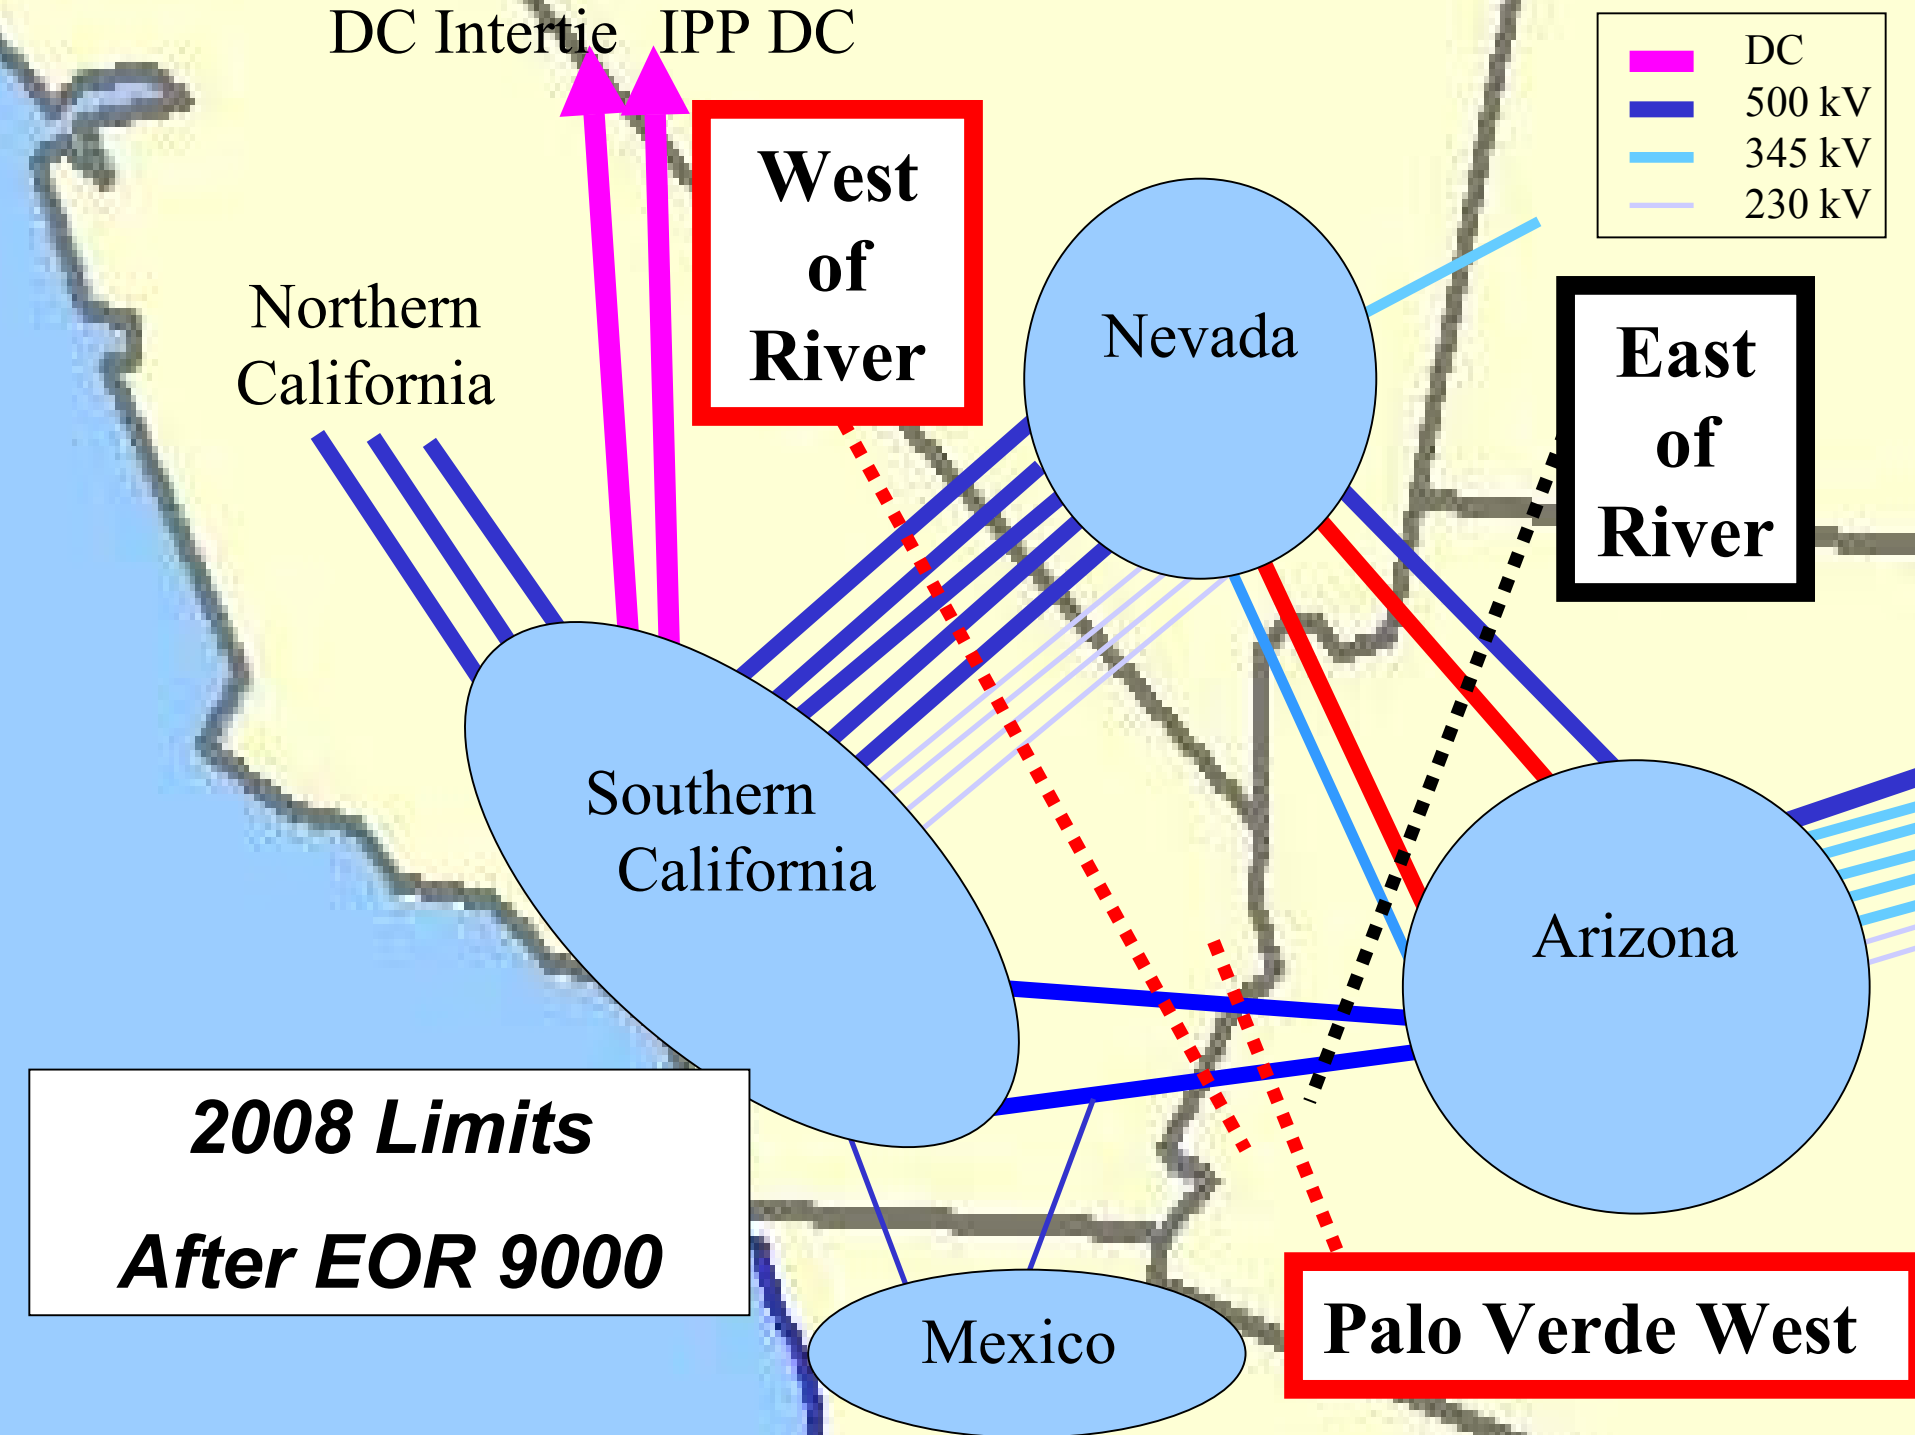 DC Intertie
IPP DC
DC
500 kV
345 kV
230 kV
West
of
River
Northern
California
Nevada
East
of
River
Southern
California
Arizona
2008 Limits
After EOR 9000
Mexico
Palo Verde West